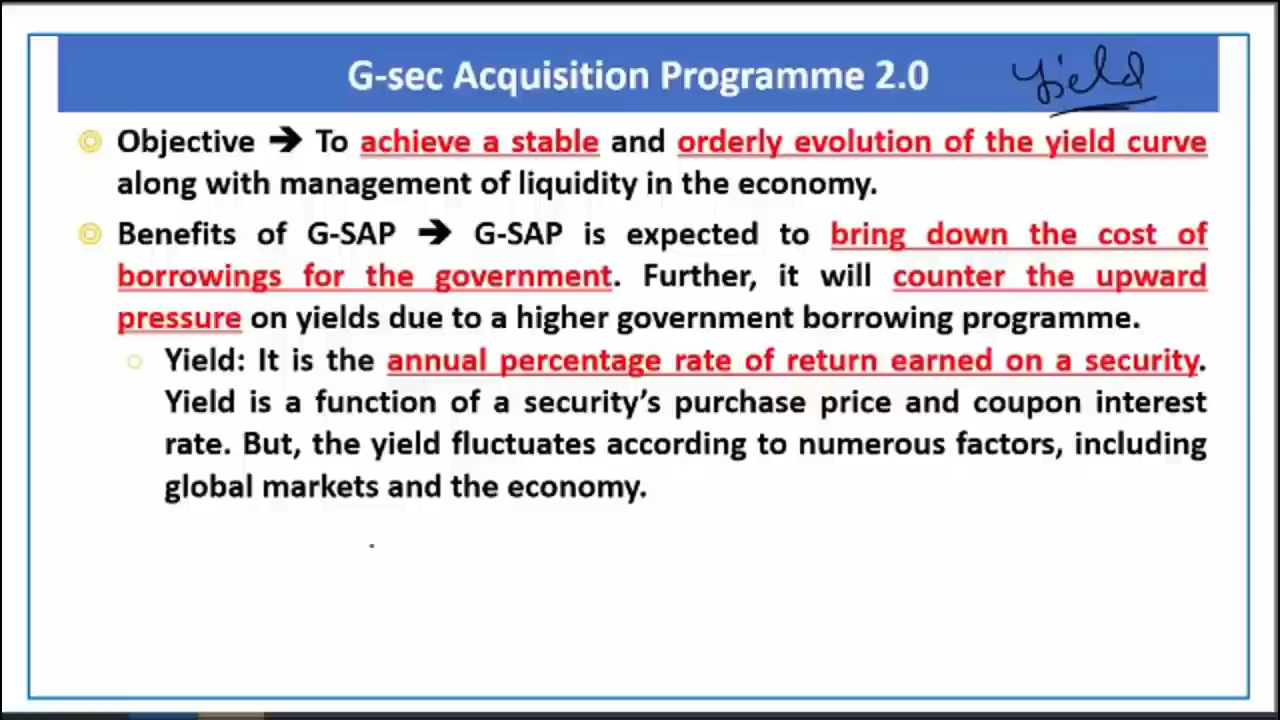 G-sec Acquisition Programme 2.0 Yield
Objective ➔ To achieve a stable and orderly evolution of the yield curve
along with management of liquidity in the economy.
Benefits of G-SAP ➔ G-SAP is expected to bring down the cost of
borrowings for the government. Further, it will counter the upward
pressure on yields due to a higher government borrowing programme.
Yield: It is the annual percentage rate of return earned on a security.
Yield is a function of a security’s purchase price and coupon interest
rate. But, the yield fluctuates according to numerous factors, including
global markets and the economy.